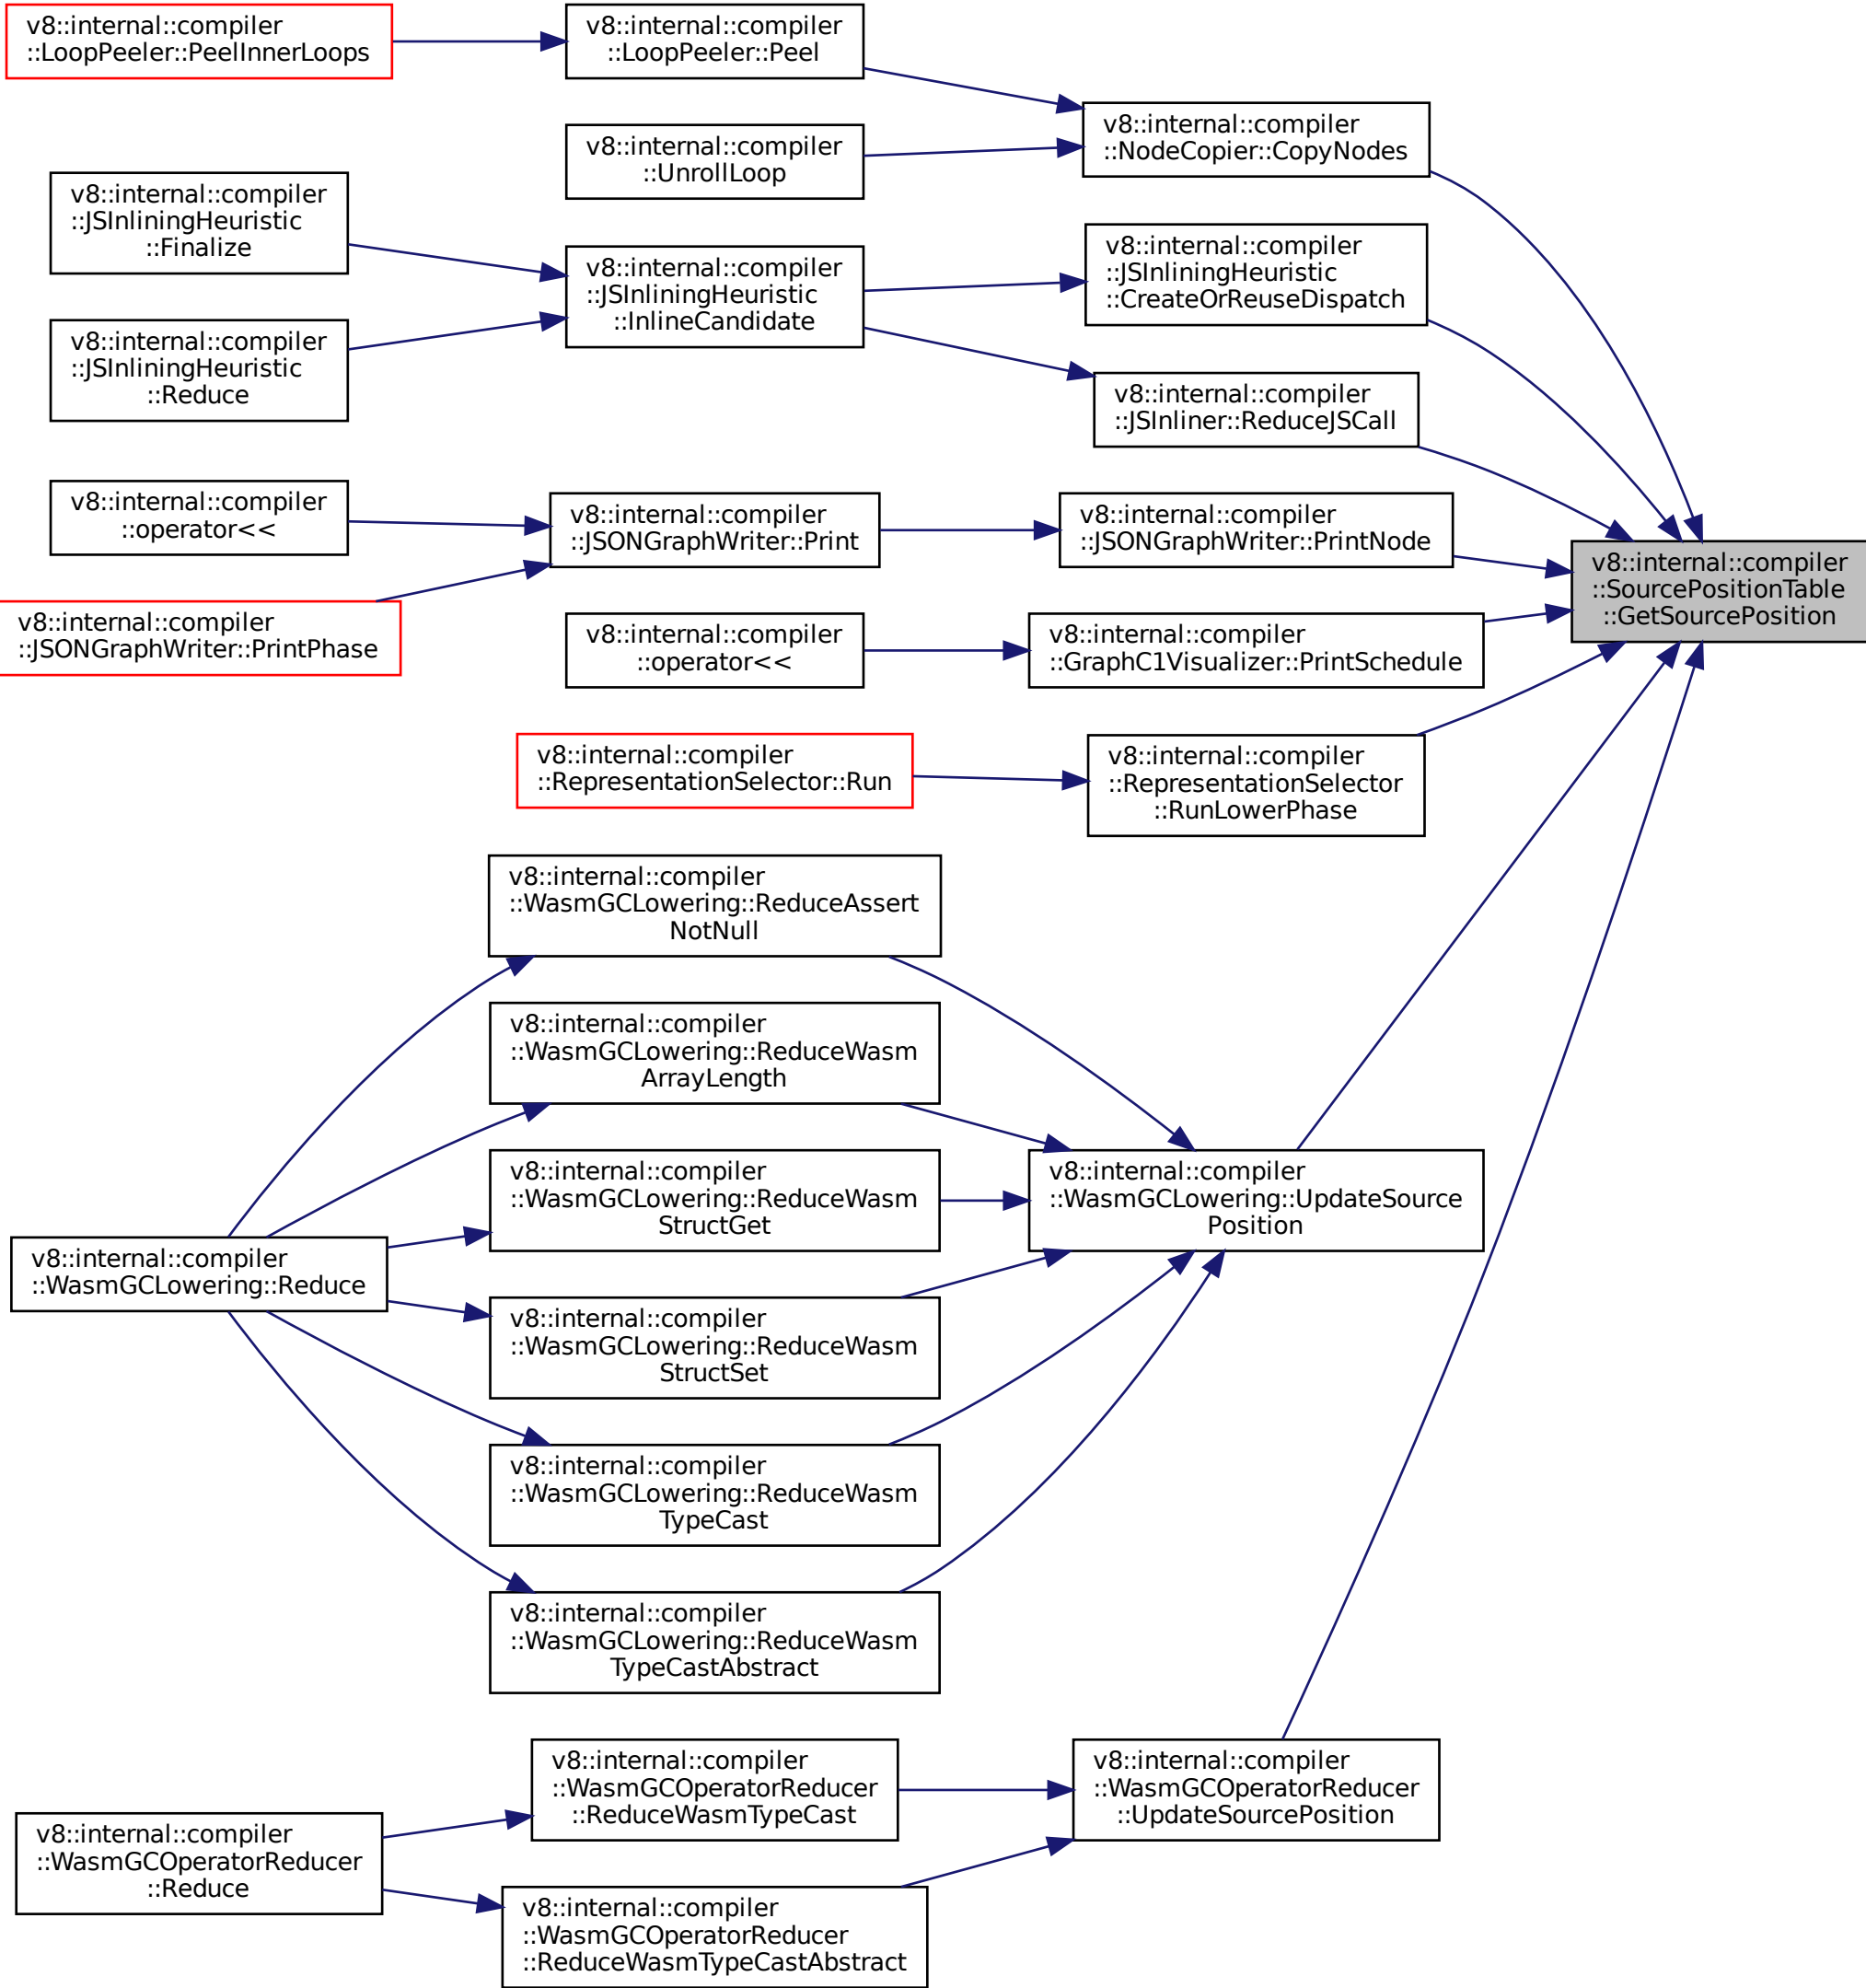 v8::internal::compiler
::LoopPeeler::PeelInnerLoops
v8::internal::compiler
::LoopPeeler::Peel
v8::internal::compiler
::NodeCopier::CopyNodes
v8::internal::compiler
::UnrollLoop
v8::internal::compiler
::JSInliningHeuristic
::Finalize
v8::internal::compiler
::JSInliningHeuristic
::InlineCandidate
v8::internal::compiler
::JSInliningHeuristic
::CreateOrReuseDispatch
v8::internal::compiler
::JSInliningHeuristic
::Reduce
v8::internal::compiler
::JSInliner::ReduceJSCall
v8::internal::compiler
::operator<<
v8::internal::compiler
::JSONGraphWriter::Print
v8::internal::compiler
::JSONGraphWriter::PrintNode
v8::internal::compiler
::SourcePositionTable
::GetSourcePosition
v8::internal::compiler
::JSONGraphWriter::PrintPhase
v8::internal::compiler
::operator<<
v8::internal::compiler
::GraphC1Visualizer::PrintSchedule
v8::internal::compiler
::RepresentationSelector::Run
v8::internal::compiler
::RepresentationSelector
::RunLowerPhase
v8::internal::compiler
::WasmGCLowering::ReduceAssert
NotNull
v8::internal::compiler
::WasmGCLowering::ReduceWasm
ArrayLength
v8::internal::compiler
::WasmGCLowering::ReduceWasm
StructGet
v8::internal::compiler
::WasmGCLowering::UpdateSource
Position
v8::internal::compiler
::WasmGCLowering::Reduce
v8::internal::compiler
::WasmGCLowering::ReduceWasm
StructSet
v8::internal::compiler
::WasmGCLowering::ReduceWasm
TypeCast
v8::internal::compiler
::WasmGCLowering::ReduceWasm
TypeCastAbstract
v8::internal::compiler
::WasmGCOperatorReducer
::ReduceWasmTypeCast
v8::internal::compiler
::WasmGCOperatorReducer
::UpdateSourcePosition
v8::internal::compiler
::WasmGCOperatorReducer
::Reduce
v8::internal::compiler
::WasmGCOperatorReducer
::ReduceWasmTypeCastAbstract